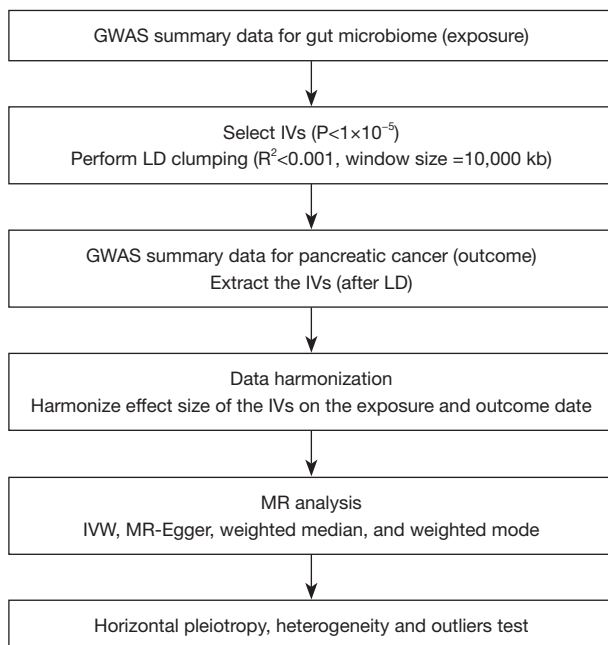 GWAS summary data for gut microbiome (exposure)
Select IVs (P<1×10⁻⁵)
Perform LD clumping (R²<0.001, window size =10,000 kb)
GWAS summary data for pancreatic cancer (outcome)
Extract the IVs (after LD)
Data harmonization
Harmonize effect size of the IVs on the exposure and outcome date
MR analysis
IVW, MR-Egger, weighted median, and weighted mode
Horizontal pleiotropy, heterogeneity and outliers test